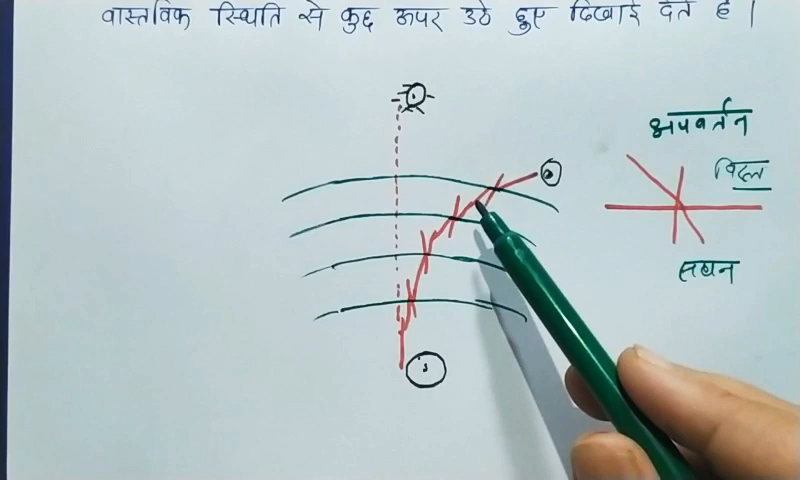 वास्तविक स्थिति से कुछ ऊपर उठे हुए दिखाई देते है।
अपवर्तन
विरल
सघन